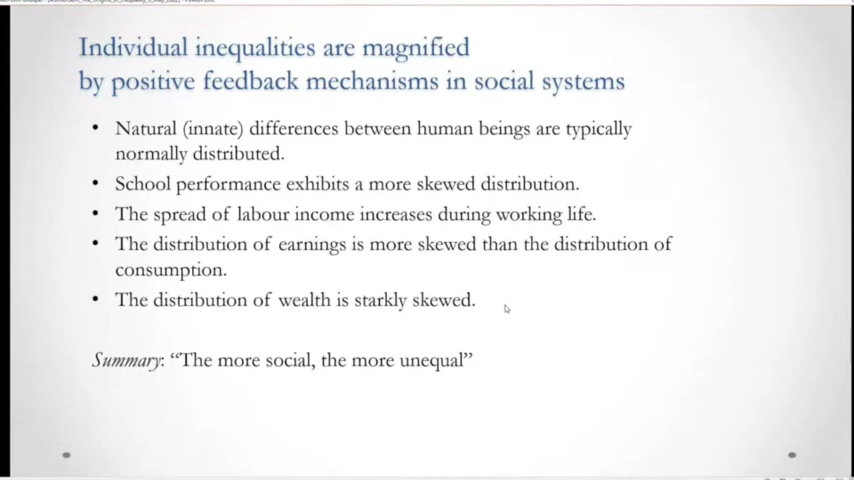 Individual inequalities are magnified
by positive feedback mechanisms in social systems
• Natural (innate) differences between human beings are typically
normally distributed.
• School performance exhibits a more skewed distribution.
• The spread of labour income increases during working life.
• The distribution of earnings is more skewed than the distribution of
consumption.
• The distribution of wealth is starkly skewed.
Summary: “The more social, the more unequal”